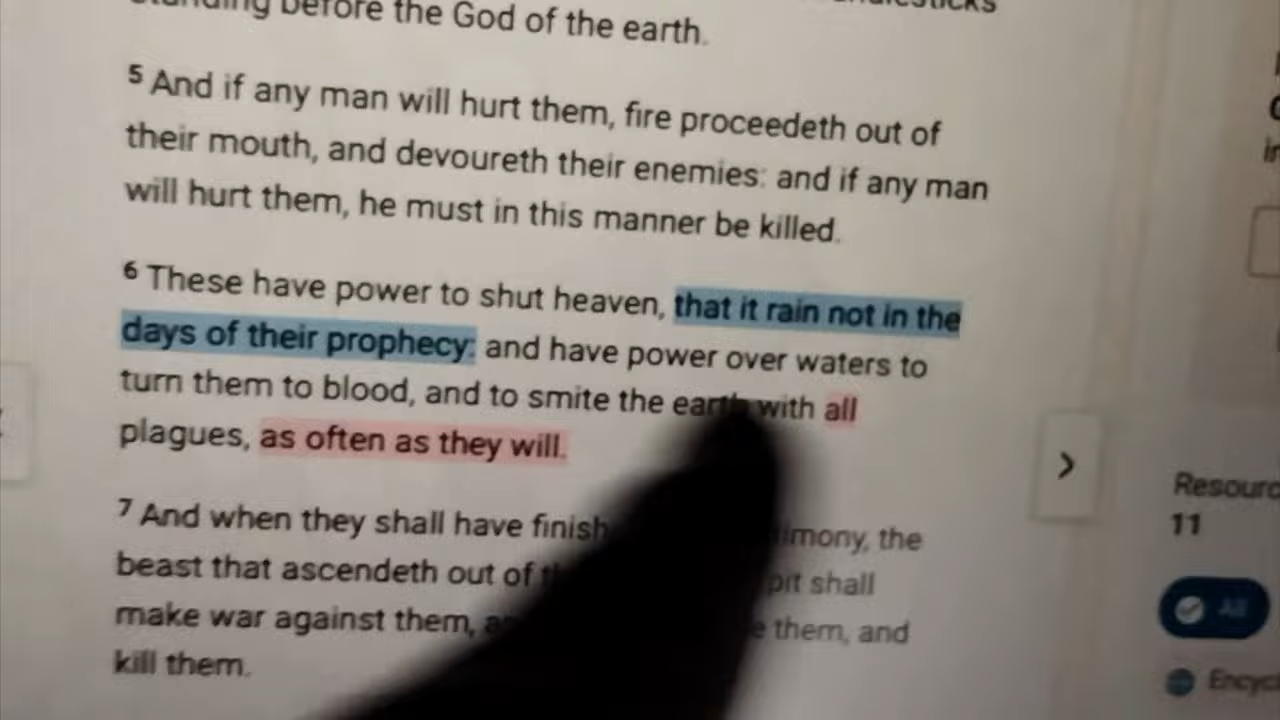 before the God of the earth.
5 And if any man will hurt them, fire proceedeth out of
their mouth, and devoureth their enemies: and if any man
will hurt them, he must in this manner be killed.
6 These have power to shut heaven, that it rain not in the
days of their prophecy: and have power over waters to
turn them to blood, and to smite the earth with all
plagues, as often as they will.
7 And when they shall have the
beast that ascendeth out of shall
make war against them, them, and
kill them.
11
All